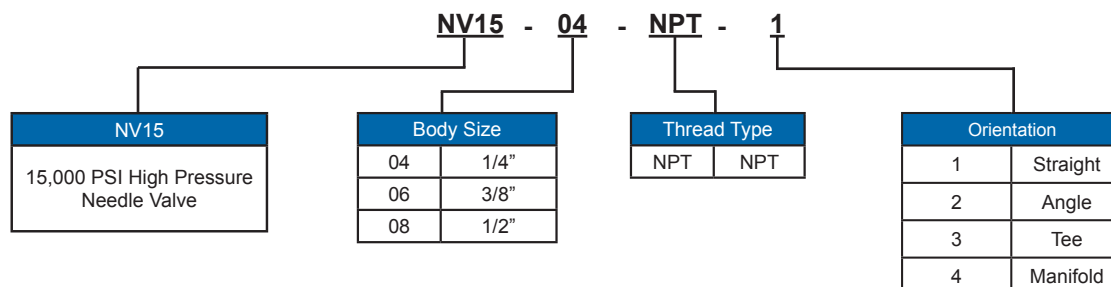 NV15 - 04 - NPT - 1
NV15
15,000 PSI High Pressure
Needle Valve
Body Size
04 1/4”
06 3/8”
08 1/2”
Thread Type
NPT NPT
Orientation
1 Straight
2 Angle
3 Tee
4 Manifold